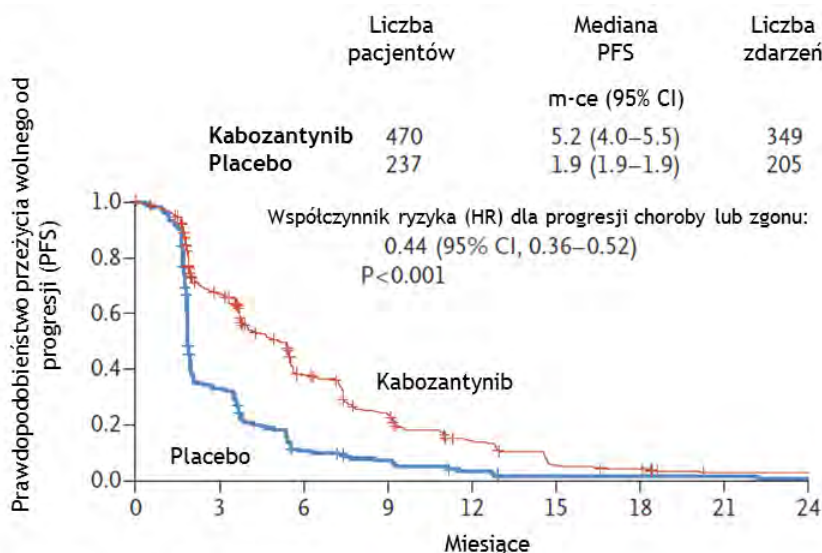 Liczba pacjentów
Mediana PFS
Liczba zdarzeń
m-ce (95% CI)
Kabozantynib 470 5.2 (4.0–5.5) 349
Placebo 237 1.9 (1.9–1.9) 205
Współczynnik ryzyka (HR) dla progresji choroby lub zgonu:
0.44 (95% CI, 0.36–0.52)
P<0.001
Prawdopodobieństwo przeżycia wolnego od
progresji (PFS)
1.0
0.8
0.6
0.4
0.2
0.0
Kabozantynib
Placebo
0 3 6 9 12 15 18 21 24
Miesiące